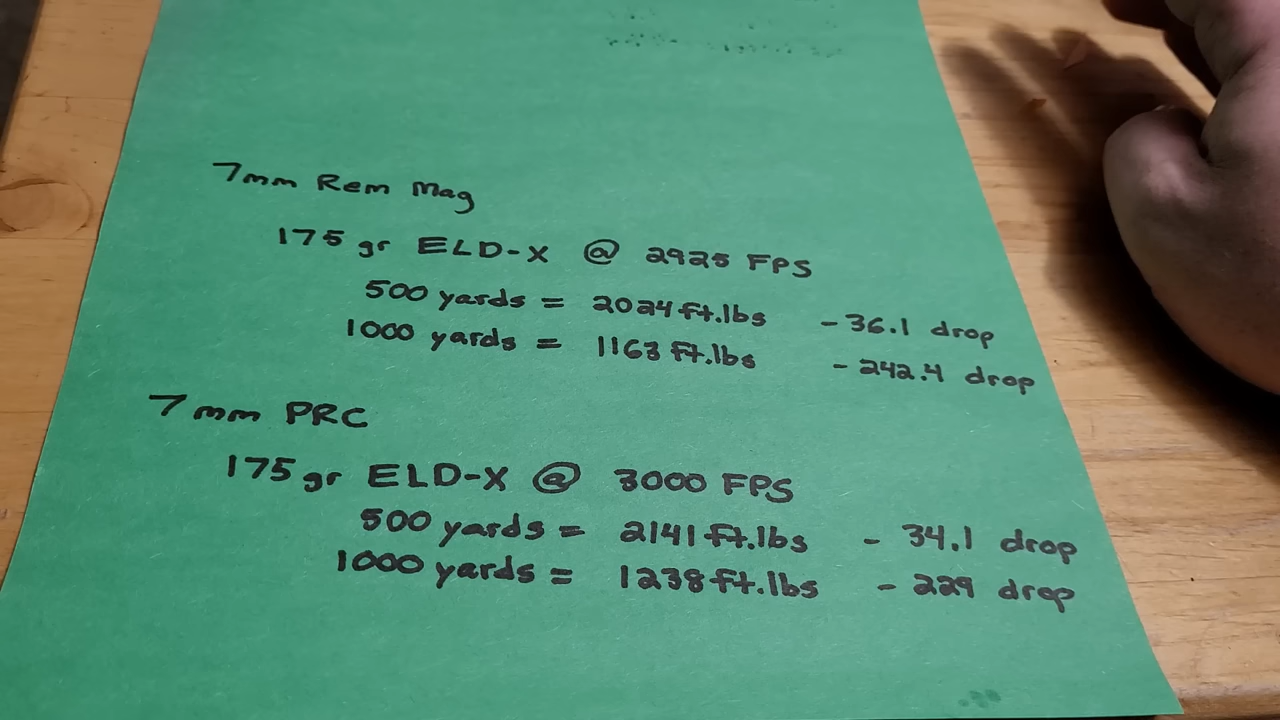 7mm Rem Mag
175 gr ELD-X @ 2925 FPS
500 yards = 2024 ft.lbs - 36.1 drop
1000 yards = 1163 ft.lbs - 242.4 drop
7mm PRC
175 gr ELD-X @ 3000 FPS
500 yards = 2141 ft.lbs - 34.1 drop
1000 yards = 1238 ft.lbs - 229 drop